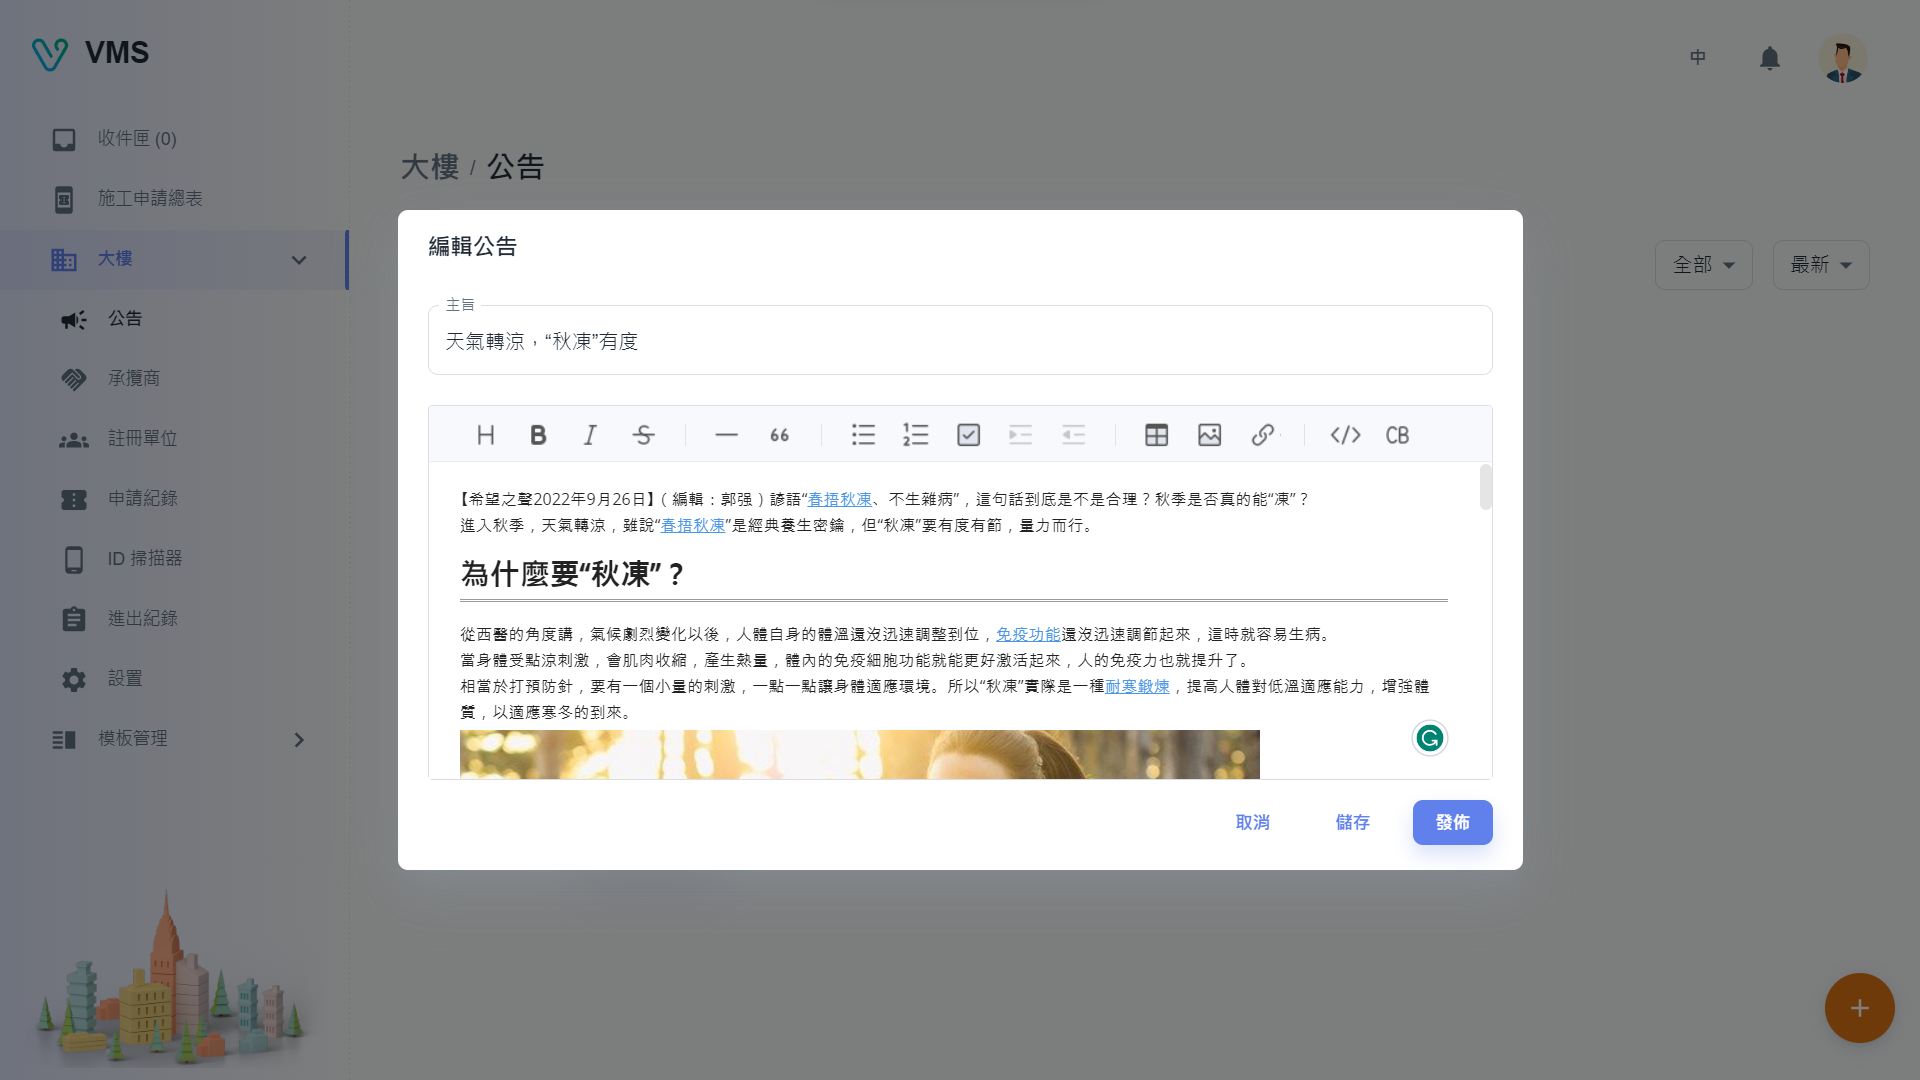 VMS
中
收件匣 (0)
施工申請總表
大樓
公告
承攬商
註冊單位
申請紀錄
ID 掃描器
進出紀錄
設置
模板管理
大樓 / 公告
全部
最新
編輯公告
主旨
天氣轉涼，“秋凍”有度
H B I S — 66 </> CB
【希望之聲2022年9月26日】（編輯：郭强）諺語“春捂秋凍、不生雜病”，這句話到底是不是合理？秋季是否真的能“凍”？
進入秋季，天氣轉涼，雖說“春捂秋凍”是經典養生密鑰，但“秋凍”要有度有節，量力而行。
為什麼要“秋凍”？
從西醫的角度講，氣候劇烈變化以後，人體自身的體溫還沒迅速調整到位，免疫功能還沒迅速調節起來，這時就容易生病。
當身體受點涼刺激，會肌肉收縮，產生熱量，體內的免疫細胞功能就能更好激活起來，人的免疫力也就提升了。
相當於打預防針，要有一個小量的刺激，一點一點讓身體適應環境。所以“秋凍”實際是一種耐寒鍛煉，提高人體對低溫適應能力，增強體
質，以適應寒冬的到來。
取消
儲存
發佈